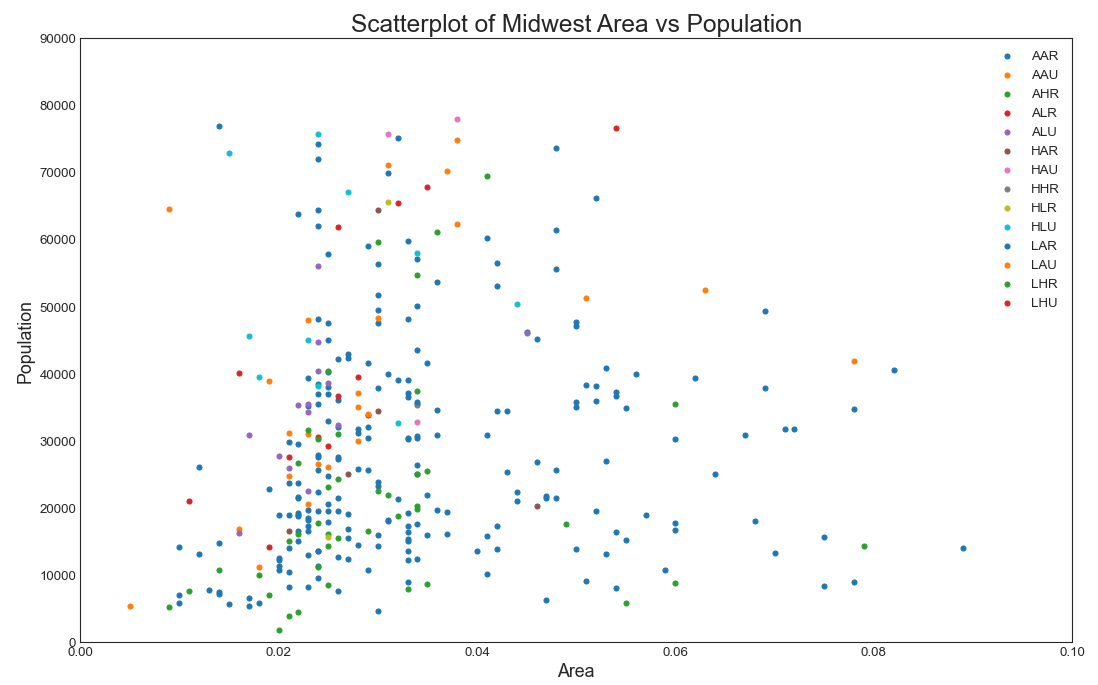 Scatterplot of Midwest Area vs Population
90000
80000
70000
60000
50000
40000
30000
20000
10000
0
Population
AAR
AAU
AHR
ALR
ALU
HAR
HAU
HHR
HLR
HLU
LAR
LAU
LHR
LHU
0.00 0.02 0.04 0.06 0.08 0.10
Area